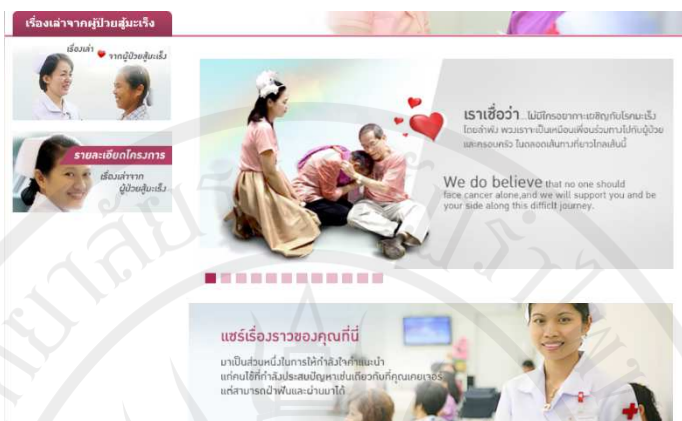 เรื่องเล่าจากผู้ป่วยสู้มะเร็ง
เรื่องเล่า
จากผู้ป่วยสู้มะเร็ง
รายละเอียดโครงการ
เรื่องเล่าจาก
ผู้ป่วยสู้มะเร็ง
เราเชื่อว่า...ไม่มีใครอยากจะเผชิญกับโรคมะเร็ง
โดยลำพัง พวกเราจะเป็นเหมือนเพื่อนร่วมทางไปกับผู้ป่วย
และครอบครัว ในตลอดเส้นทางที่ยาวไกลเส้นนี้
We do believe that no one should
face cancer alone,and we will support you and be
your side along this difficlt journey.
แชร์เรื่องราวของคุณที่นี่
มาเป็นส่วนหนึ่งในการให้กำลังใจคำแนะนำ
แก่คนไข้ที่กำลังประสบปัญหาเช่นเดียวกับที่คุณเคยเจอ
แต่สามารถฝ่าฟันและผ่านมาได้